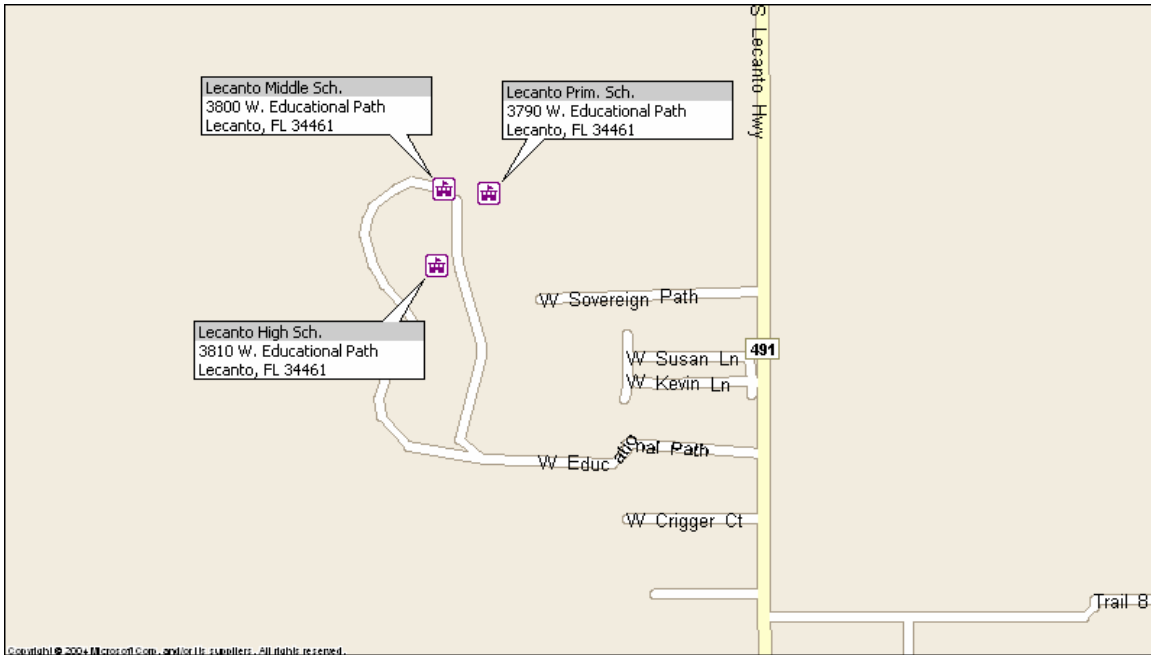 S Lecanto Hwy
Lecanto Middle Sch.
3800 W. Educational Path
Lecanto, FL 34461
Lecanto Prim. Sch.
3790 W. Educational Path
Lecanto, FL 34461
W Sovereign Path
Lecanto High Sch.
3810 W. Educational Path
Lecanto, FL 34461
491
W Susan Ln
W Kevin Ln
W Educational Path
W Crigger Ct
Trail 8
Copyright © 2004 Microsoft Corp. and/or its suppliers. All rights reserved.